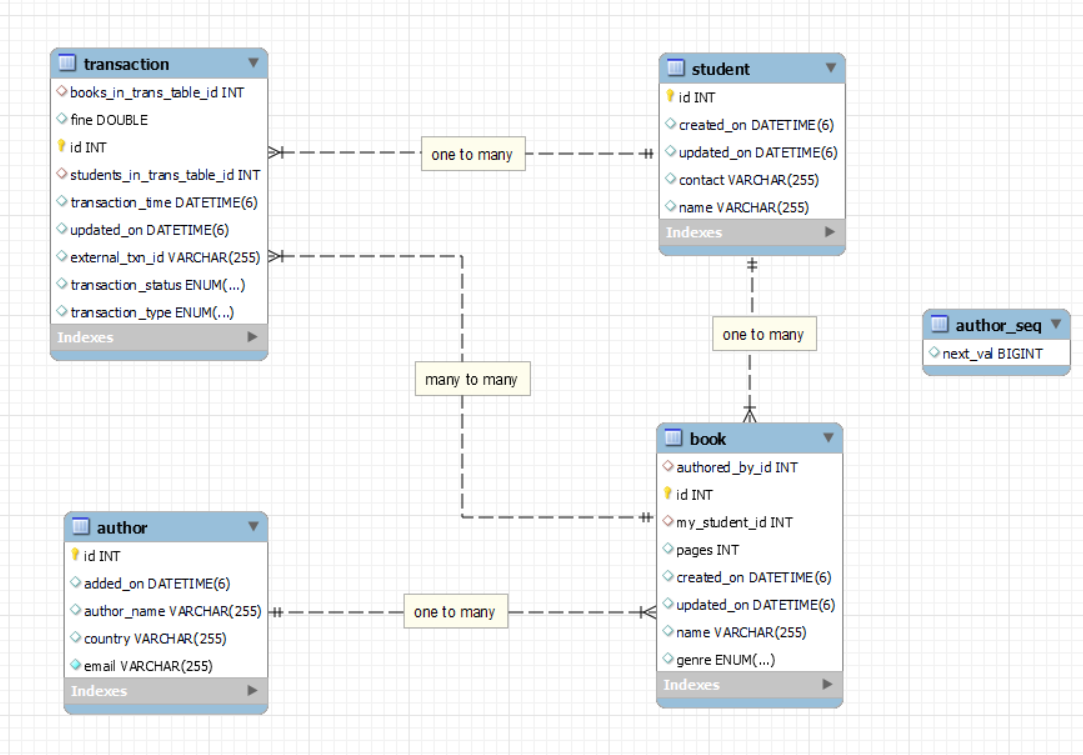 transaction
books_in_trans_table_id INT
fine DOUBLE
id INT
students_in_trans_table_id INT
transaction_time DATETIME(6)
updated_on DATETIME(6)
external_txn_id VARCHAR(255)
transaction_status ENUM(...)
transaction_type ENUM(...)
Indexes
one to many
student
id INT
created_on DATETIME(6)
updated_on DATETIME(6)
contact VARCHAR(255)
name VARCHAR(255)
Indexes
one to many
author_seq
next_val BIGINT
many to many
book
authored_by_id INT
id INT
my_student_id INT
pages INT
created_on DATETIME(6)
updated_on DATETIME(6)
name VARCHAR(255)
genre ENUM(...)
Indexes
author
id INT
added_on DATETIME(6)
author_name VARCHAR(255)
country VARCHAR(255)
email VARCHAR(255)
Indexes
one to many